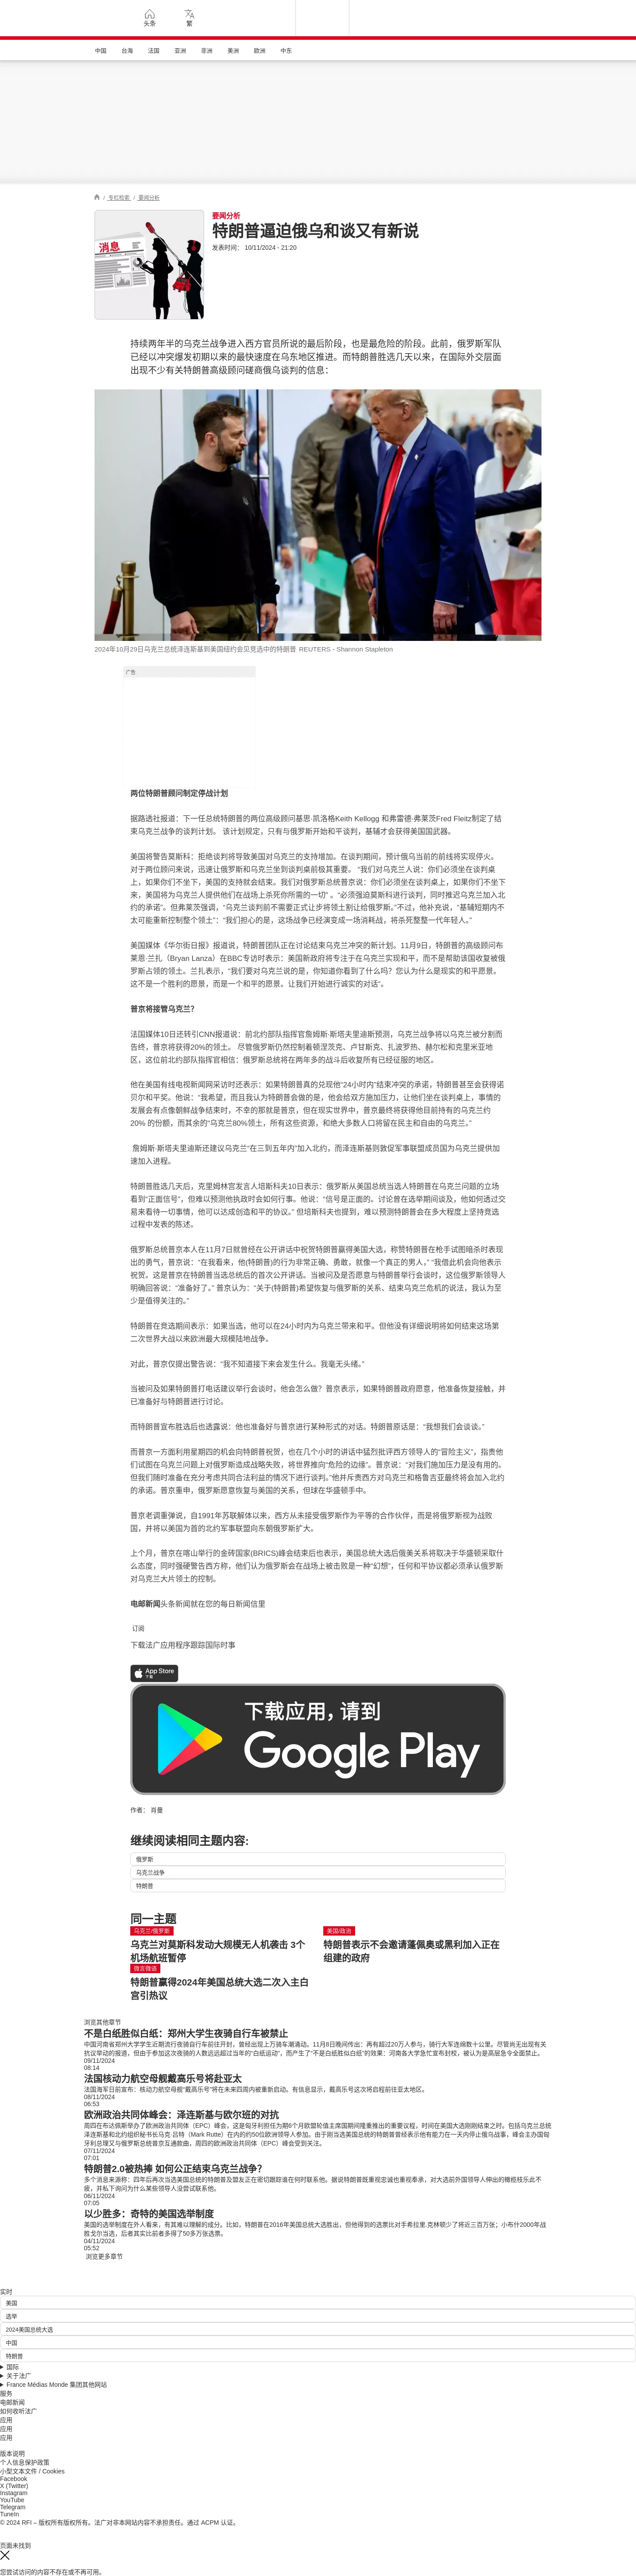 头条
繁
中国 台海 法国 亚洲 非洲 美洲 欧洲 中东
/ 专栏检索 / 要闻分析
消息
要闻分析
特朗普逼迫俄乌和谈又有新说
发表时间： 10/11/2024 - 21:20
持续两年半的乌克兰战争进入西方官员所说的最后阶段，也是最危险的阶段。此前，俄罗斯军队
已经以冲突爆发初期以来的最快速度在乌东地区推进。而特朗普胜选几天以来，在国际外交层面
出现不少有关特朗普高级顾问磋商俄乌谈判的信息：
2024年10月29日乌克兰总统泽连斯基到美国纽约会见竞选中的特朗普 REUTERS - Shannon Stapleton
广告
两位特朗普顾问制定停战计划
据路透社报道：下一任总统特朗普的两位高级顾问基思·凯洛格Keith Kellogg 和弗雷德·弗莱茨Fred Fleitz制定了结
束乌克兰战争的谈判计划。 该计划规定，只有与俄罗斯开始和平谈判，基辅才会获得美国国武器。
美国将警告莫斯科：拒绝谈判将导致美国对乌克兰的支持增加。在谈判期间，预计俄乌当前的前线将实现停火。
对于两位顾问来说，迅速让俄罗斯和乌克兰坐到谈判桌前极其重要。 “我们对乌克兰人说：你们必须坐在谈判
桌上，如果你们不坐下，美国的支持就会结束。我们对俄罗斯总统普京说：你们必须坐在谈判桌上，如果你们不坐下
来，美国将为乌克兰人提供他们在战场上杀死你所需的一切” 。“必须强迫莫斯科进行谈判，同时推迟乌克兰加入北
约的承诺”。但弗莱茨强调，“乌克兰谈判前不需要正式让步将领土割让给俄罗斯。”不过，他补充说，“基辅短期内不
太可能重新控制整个领土”：“我们担心的是，这场战争已经演变成一场消耗战，将杀死整整一代年轻人。”
美国媒体《华尔街日报》报道说，特朗普团队正在讨论结束乌克兰冲突的新计划。11月9日，特朗普的高级顾问布
莱恩·兰扎（Bryan Lanza）在BBC专访时表示：美国新政府将专注于在乌克兰实现和平，而不是帮助该国收复被俄
罗斯占领的领土。兰扎表示，“我们要对乌克兰说的是，你知道你看到了什么吗？您认为什么是现实的和平愿景。
这不是一个胜利的愿景，而是一个和平的愿景。让我们开始进行诚实的对话”。
普京将接管乌克兰？
法国媒体10日还转引CNN报道说：前北约部队指挥官詹姆斯·斯塔夫里迪斯预测，乌克兰战争将以乌克兰被分割而
告终，普京将获得20%的领土。 尽管俄罗斯仍然控制着顿涅茨克、卢甘斯克、扎波罗热、赫尔松和克里米亚地
区，这位前北约部队指挥官相信：俄罗斯总统将在两年多的战斗后收复所有已经征服的地区。
他在美国有线电视新闻网采访时还表示：如果特朗普真的兑现他“24小时内”结束冲突的承诺，特朗普甚至会获得诺
贝尔和平奖。他说：“我希望，而且我认为特朗普会做的是，他会给双方施加压力，让他们坐在谈判桌上，事情的
发展会有点像朝鲜战争结束时，不幸的那就是普京，但在现实世界中，普京最终将获得他目前持有的乌克兰约
20% 的份额，而其余的“乌克兰80%领土，所有这些资源，和绝大多数人口将留在民主和自由的乌克兰。”
詹姆斯·斯塔夫里迪斯还建议乌克兰“在三到五年内”加入北约，而泽连斯基则敦促军事联盟成员国为乌克兰提供加
速加入进程。
特朗普胜选几天后，克里姆林宫发言人培斯科夫10日表示：俄罗斯从美国总统当选人特朗普在乌克兰问题的立场
看到“正面信号”，但难以预测他执政时会如何行事。他说：“信号是正面的。讨论曾在选举期间谈及，他如何透过交
易来看待一切事情，他可以达成创造和平的协议。” 但培斯科夫也提到，难以预测特朗普会在多大程度上坚持竞选
过程中发表的陈述。
俄罗斯总统普京本人在11月7日就曾经在公开讲话中祝贺特朗普赢得美国大选，称赞特朗普在枪手试图暗杀时表现
出的勇气，普京说：“在我看来，他(特朗普)的行为非常正确、勇敢，就像一个真正的男人，” “我借此机会向他表示
祝贺。这是普京在特朗普当选总统后的首次公开讲话。当被问及是否愿意与特朗普举行会谈时，这位俄罗斯领导人
明确回答说：“准备好了。” 普京认为：“关于(特朗普)希望恢复与俄罗斯的关系、结束乌克兰危机的说法，我认为至
少是值得关注的。”
特朗普在竞选期间表示：如果当选，他可以在24小时内为乌克兰带来和平。但他没有详细说明将如何结束这场第
二次世界大战以来欧洲最大规模陆地战争。
对此，普京仅提出警告说：“我不知道接下来会发生什么。我毫无头绪。”
当被问及如果特朗普打电话建议举行会谈时，他会怎么做？普京表示，如果特朗普政府愿意，他准备恢复接触，并
已准备好与特朗普进行讨论。
而特朗普宣布胜选后也透露说：他也准备好与普京进行某种形式的对话。特朗普原话是：“我想我们会谈谈。”
而普京一方面利用星期四的机会向特朗普祝贺，也在几个小时的讲话中猛烈批评西方领导人的“冒险主义”，指责他
们试图在乌克兰问题上对俄罗斯造成战略失败，将世界推向“危险的边缘”。普京说：“对我们施加压力是没有用的。
但我们随时准备在充分考虑共同合法利益的情况下进行谈判。”他并斥责西方对乌克兰和格鲁吉亚最终将会加入北约
的承诺。普京重申，俄罗斯愿意恢复与美国的关系，但球在华盛顿手中。
普京老调重弹说，自1991年苏联解体以来，西方从未接受俄罗斯作为平等的合作伙伴，而是将俄罗斯视为战败
国，并将以美国为首的北约军事联盟向东朝俄罗斯扩大。
上个月，普京在喀山举行的金砖国家(BRICS)峰会结束后也表示，美国总统大选后俄美关系将取决于华盛顿采取什
么态度，同时强硬警告西方称，他们认为俄罗斯会在战场上被击败是一种“幻想”，任何和平协议都必须承认俄罗斯
对乌克兰大片领土的控制。
电邮新闻头条新闻就在您的每日新闻信里
订阅
下载法广应用程序跟踪国际时事
App Store
下载
下载应用，请到
Google Play
作者： 肖曼
继续阅读相同主题内容:
俄罗斯
乌克兰战争
特朗普
同一主题
乌克兰/俄罗斯
乌克兰对莫斯科发动大规模无人机袭击 3个
机场航班暂停
美国/政治
特朗普表示不会邀请蓬佩奥或黑利加入正在
组建的政府
微言微语
特朗普赢得2024年美国总统大选二次入主白
宫引热议
浏览其他章节
不是白纸胜似白纸：郑州大学生夜骑自行车被禁止
中国河南省郑州大学学生近期流行夜骑自行车前往开封，曾经出现上万骑车潮涌动。11月8日晚间传出：再有超过20万人参与，骑行大军连绵数十公里。尽管尚无出现有关
抗议举动的报道，但由于参加这次夜骑的人数远远超过当年的“白纸运动”，而产生了“不是白纸胜似白纸”的效果：河南各大学急忙宣布封校，被认为是高层急令全面禁止。
09/11/2024
08:14
法国核动力航空母舰戴高乐号将赴亚太
法国海军日前宣布：核动力航空母舰“戴高乐号”将在未来四周内被重新启动。有信息显示，戴高乐号这次将启程前往亚太地区。
08/11/2024
06:53
欧洲政治共同体峰会：泽连斯基与欧尔班的对抗
周四在布达佩斯举办了欧洲政治共同体（EPC）峰会，这是匈牙利担任为期6个月欧盟轮值主席国期间隆重推出的重要议程，时间在美国大选刚刚结束之时。包括乌克兰总统
泽连斯基和北约组织秘书长马克·吕特（Mark Rutte）在内的约50位欧洲领导人参加。由于刚当选美国总统的特朗普曾经表示他有能力在一天内停止俄乌战事，峰会主办国匈
牙利总理又与俄罗斯总统普京互通款曲，周四的欧洲政治共同体（EPC）峰会受到关注。
07/11/2024
07:01
特朗普2.0被热捧 如何公正结束乌克兰战争?
多个消息来源称：四年后再次当选美国总统的特朗普及盟友正在密切跟踪谁在何时联系他。据说特朗普既重视忠诚也重视奉承，对大选前外国领导人伸出的橄榄枝乐此不
疲，并私下询问为什么某些领导人没尝试联系他。
06/11/2024
07:05
以少胜多：奇特的美国选举制度
美国的选举制度在外人看来，有其难以理解的成分。比如，特朗普在2016年美国总统大选胜出，但他得到的选票比对手希拉里.克林顿少了将近三百万张；小布什2000年战
胜戈尔当选，后者其实比前者多得了50多万张选票。
04/11/2024
05:52
浏览更多章节
实时
美国
选举
2024美国总统大选
中国
特朗普
国际
关于法广
France Médias Monde 集团其他网站
服务
电邮新闻
如何收听法广
应用
应用
应用
版本说明
个人信息保护政策
小型文本文件 / Cookies
Facebook
X (Twitter)
Instagram
YouTube
Telegram
TuneIn
© 2024 RFI – 版权所有版权所有。法广对非本网站内容不承担责任。通过 ACPM 认证。
页面未找到
您尝试访问的内容不存在或不再可用。